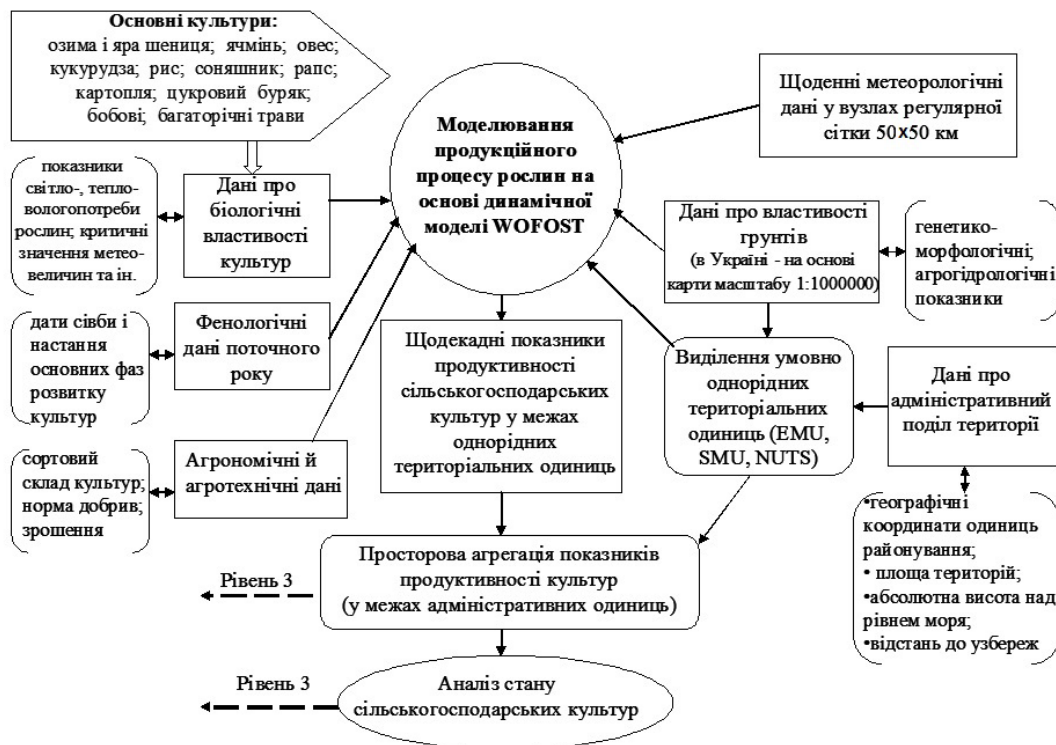 Основні культури:
озима і яра шениця; ячмінь; овес;
кукурудза; рис; соняшник; рапс;
картопля; цукровий буряк;
бобові; багаторічні трави
Моделювання
продукційного
процесу рослин на
основі динамічної
моделі WOFOST
Щоденні метеорологічні
дані у вузлах регулярної
сітки 50x50 км
показники
світло-, тепло-
вологопотреби
рослин; критичні
значення метео-
величин та ін.
Дані про
біологічні
властивості
культур
Дані про властивості
грунтів
(в Україні - на основі
карти масштабу 1:1000000)
генетико-
морфологічні;
агрогідрологічні
показники
дати сівби і
настання
основних фаз
розвитку
культур
Фенологічні
дані поточного
року
Щодекадні показники
продуктивності
сільськогосподарських
культур у межах
однорідних
територіальних одиниць
Виділення умовно
однорідних
територіальних
одиниць (EMU,
SMU, NUTS)
Дані про
адміністративний
поділ території
сортовий
склад культур;
норма добрив;
зрошення
Агрономічні й
агротехнічні дані
•географічні
координати одиниць
районування;
• площа територій;
•абсолютна висота над
рівнем моря;
•відстань до узбереж
Рівень 3
Просторова агрегація показників
продуктивності культур
(у межах адміністративних одиниць)
Рівень 3
Аналіз стану
сільськогосподарських культур